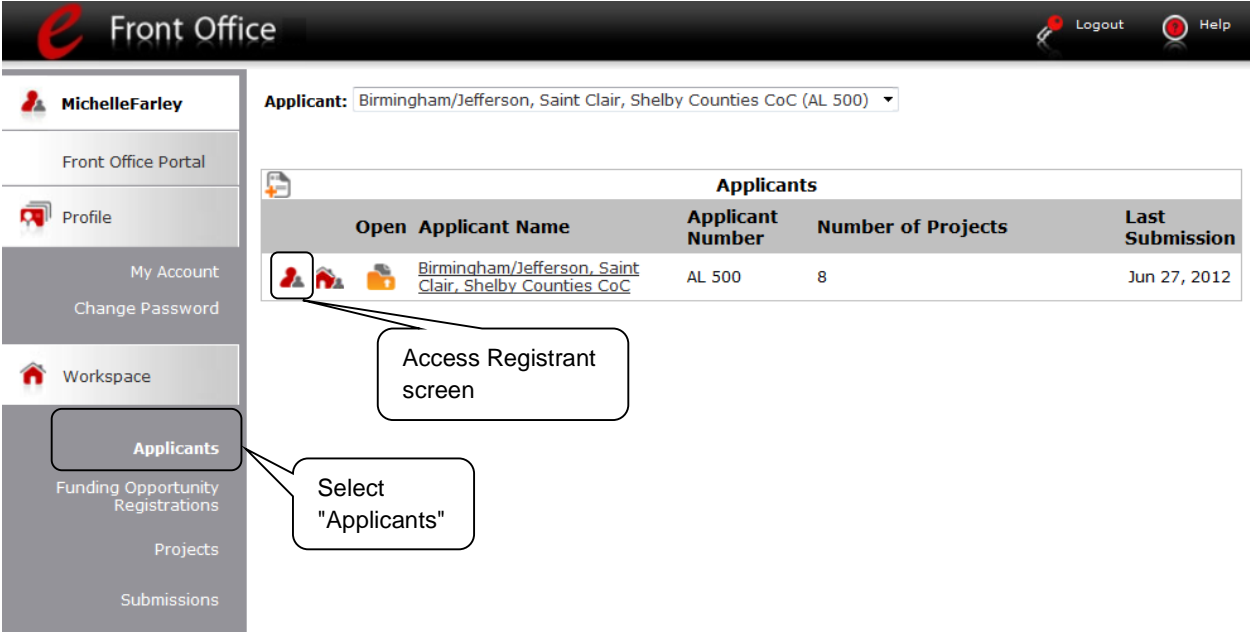 e Front Office
Logout
Help
MichelleFarley
Front Office Portal
Profile
My Account
Change Password
Workspace
Applicants
Funding Opportunity
Registrations
Projects
Submissions
Applicant: Birmingham/Jefferson, Saint Clair, Shelby Counties CoC (AL 500)
Applicants
Open Applicant Name Applicant Number Number of Projects Last Submission
Birmingham/Jefferson, Saint
Clair, Shelby Counties CoC AL 500 8 Jun 27, 2012
Access Registrant
screen
Select
"Applicants"